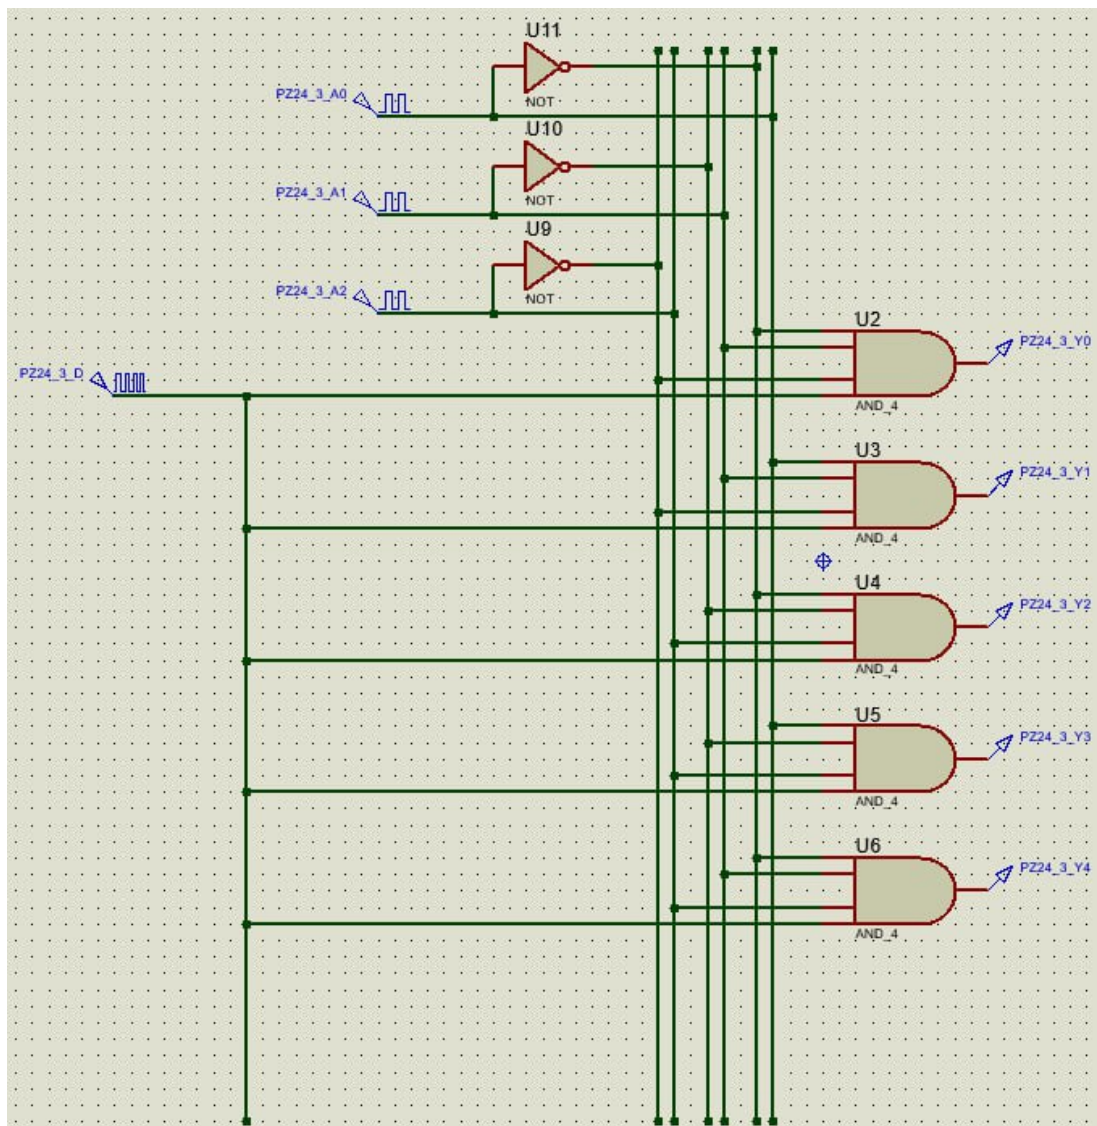 U11
PZ24_3_A0
NOT
U10
PZ24_3_A1
NOT
U9
PZ24_3_A2
NOT
U2
PZ24_3_Y0
PZ24_3_D
AND_4
U3
PZ24_3_Y1
AND_4
U4
PZ24_3_Y2
AND_4
U5
PZ24_3_Y3
AND_4
U6
PZ24_3_Y4
AND_4